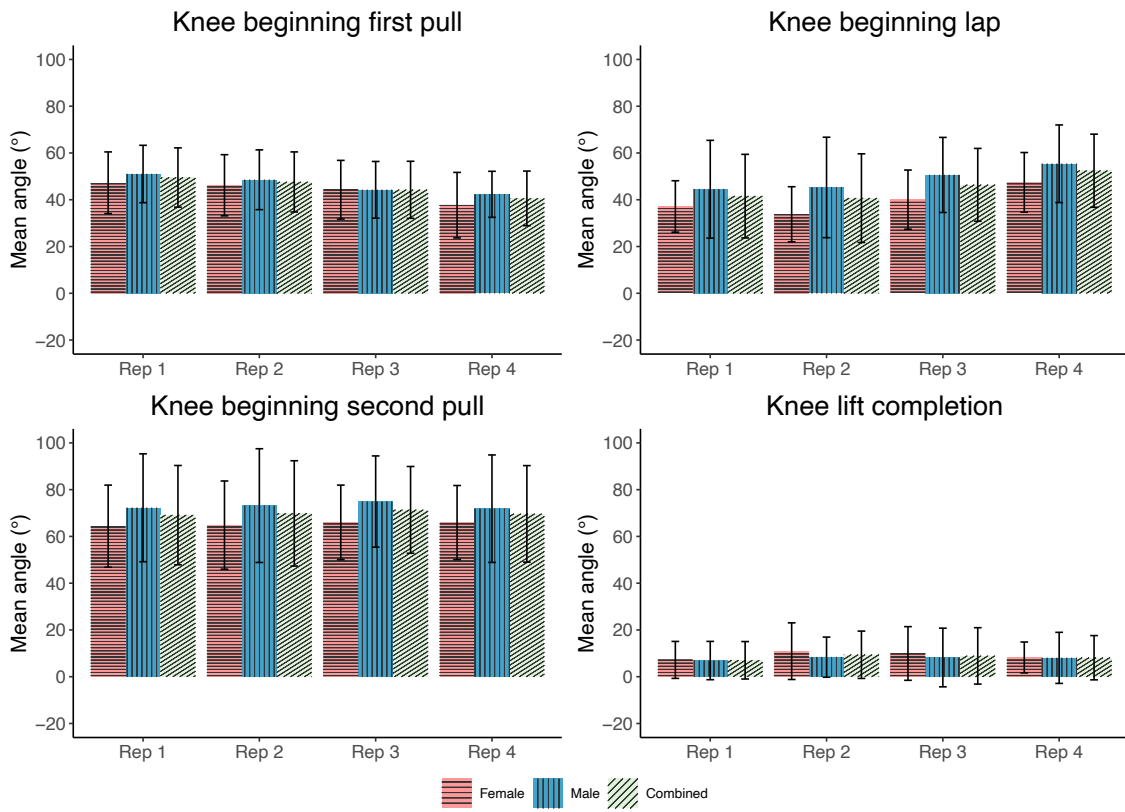 Knee beginning first pull
Knee beginning lap
Mean angle (°)
100
80
60
40
20
0
−20
Rep 1 Rep 2 Rep 3 Rep 4
Mean angle (°)
100
80
60
40
20
0
−20
Rep 1 Rep 2 Rep 3 Rep 4
Knee beginning second pull
Knee lift completion
Mean angle (°)
100
80
60
40
20
0
−20
Rep 1 Rep 2 Rep 3 Rep 4
Mean angle (°)
100
80
60
40
20
0
−20
Rep 1 Rep 2 Rep 3 Rep 4
Female Male Combined